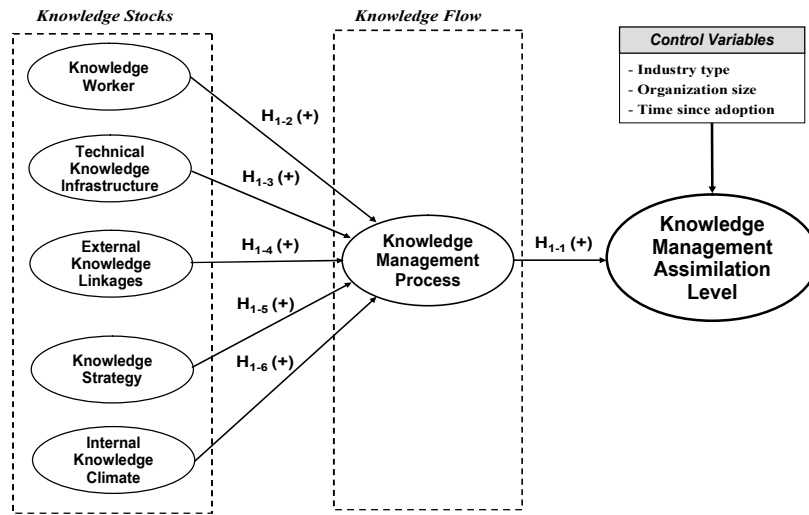 Knowledge Stocks
Knowledge Flow
Knowledge
Worker
Technical
Knowledge
Infrastructure
External
Knowledge
Linkages
Knowledge
Strategy
Internal
Knowledge
Climate
H1-2 (+)
H1-3 (+)
H1-4 (+)
H1-5 (+)
H1-6 (+)
Knowledge
Management
Process
H1-1 (+)
Control Variables
- Industry type
- Organization size
- Time since adoption
Knowledge
Management
Assimilation
Level